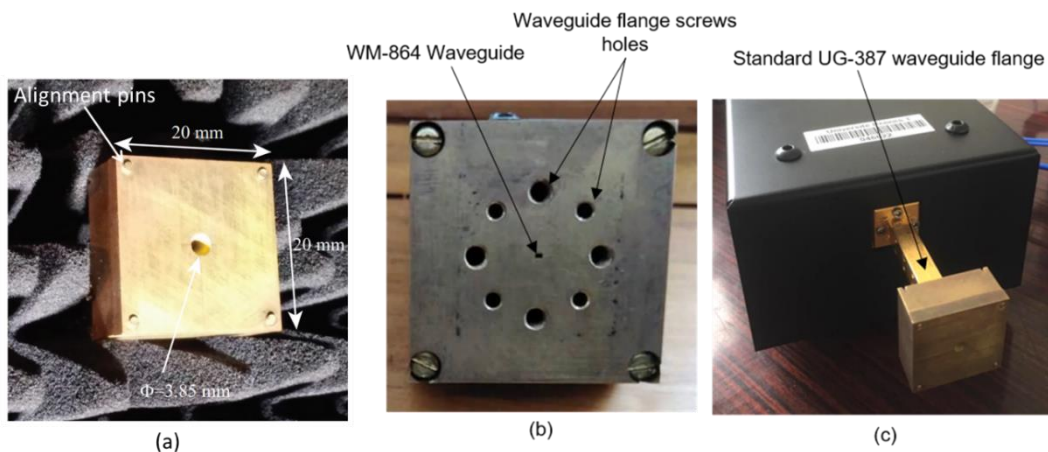 Alignment pins
20 mm
20 mm
Φ=3.85 mm
(a)
WM-864 Waveguide
Waveguide flange screws
holes
(b)
Standard UG-387 waveguide flange
(c)